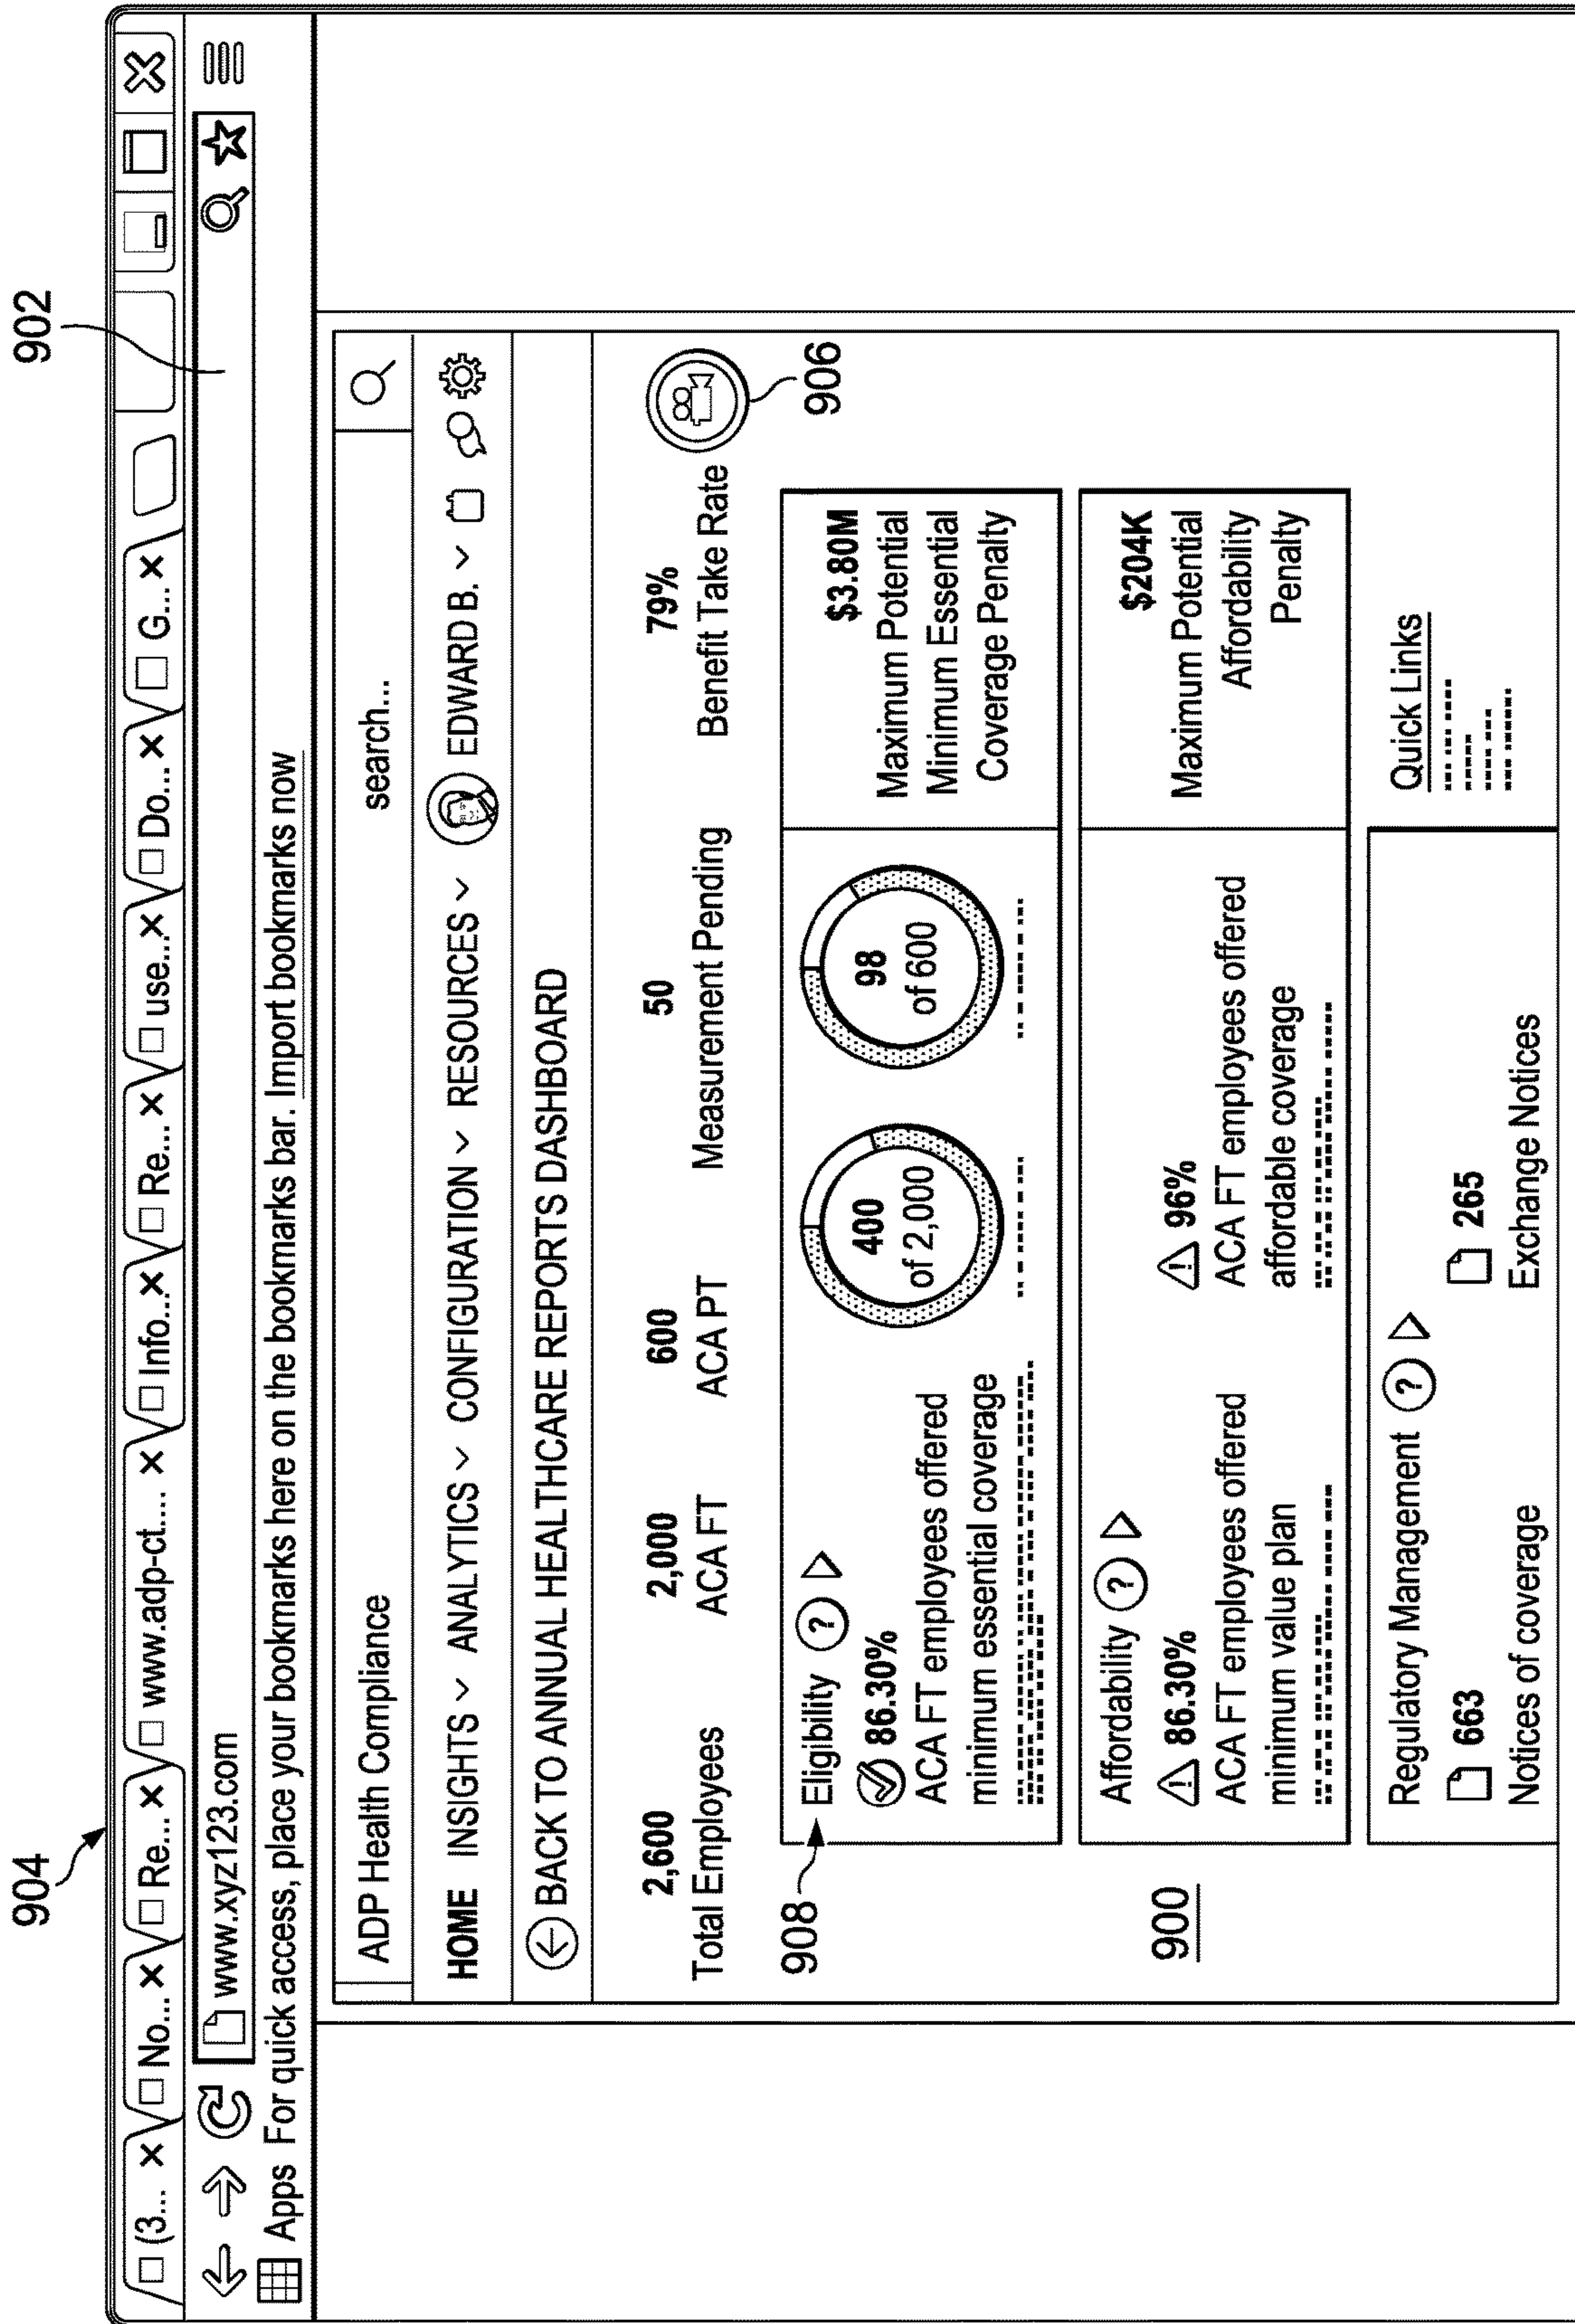 904
902
(3... × No... × Re... × www.adp-ct.... × Info..× Re... × use..× Do... × G... ×
www.xyz123.com
Apps For quick access, place your bookmarks here on the bookmarks bar. Import bookmarks now
ADP Health Compliance search...
HOME INSIGHTS ANALYTICS CONFIGURATION RESOURCES EDWARD B.
BACK TO ANNUAL HEALTHCARE REPORTS DASHBOARD
2,600 2,000 600 50 79%
Total Employees ACA FT ACA PT Measurement Pending Benefit Take Rate
906
908
Eligibility ?
86.30%
ACA FT employees offered
minimum essential coverage
400
of 2,000
98
of 600
$3.80M
Maximum Potential
Minimum Essential
Coverage Penalty
900
Affordability ?
! 86.30%
ACA FT employees offered
minimum value plan
! 96%
ACA FT employees offered
affordable coverage
$204K
Maximum Potential
Affordability
Penalty
Regulatory Management ?
663
Notices of coverage
265
Exchange Notices
Quick Links